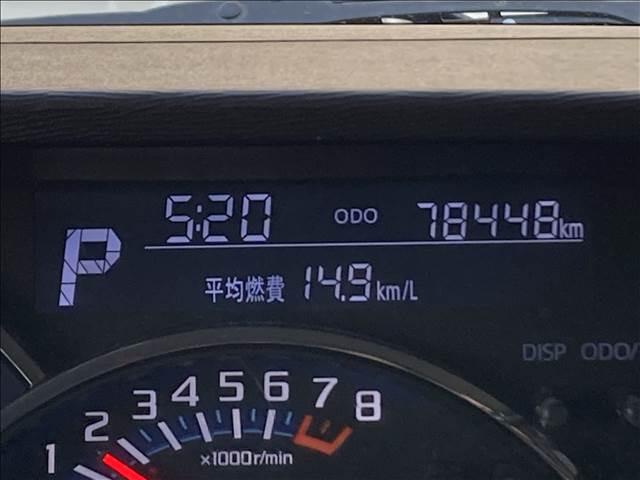 5:20 ODO 78448km
P
平均燃費 14.9km/L
DISP ODO/
1 2 3 4 5 6 7 8
×1000r/min